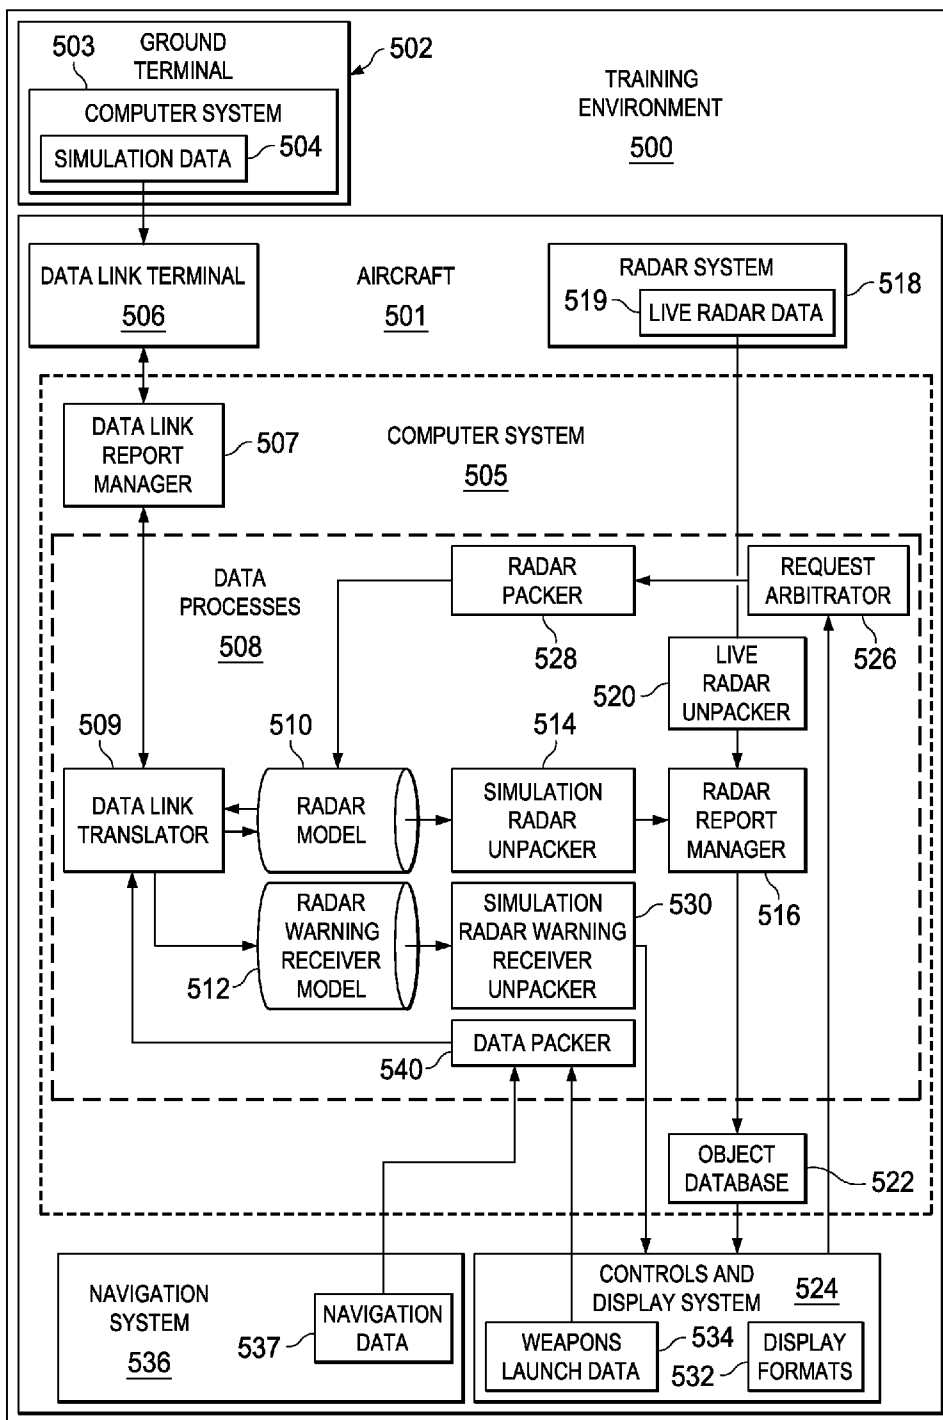 503
GROUND
TERMINAL
502
COMPUTER SYSTEM
SIMULATION DATA
504
TRAINING
ENVIRONMENT
500
DATA LINK TERMINAL
506
AIRCRAFT
501
RADAR SYSTEM
519
LIVE RADAR DATA
518
DATA LINK
REPORT
MANAGER
507
COMPUTER SYSTEM
505
DATA
PROCESSES
508
RADAR
PACKER
528
REQUEST
ARBITRATOR
526
520
LIVE
RADAR
UNPACKER
509
510
514
DATA LINK
TRANSLATOR
RADAR
MODEL
SIMULATION
RADAR
UNPACKER
RADAR
REPORT
MANAGER
516
512
RADAR
WARNING
RECEIVER
MODEL
SIMULATION
RADAR WARNING
RECEIVER
UNPACKER
530
540
DATA PACKER
OBJECT
DATABASE
522
NAVIGATION
SYSTEM
536
537
NAVIGATION
DATA
CONTROLS AND
DISPLAY SYSTEM
524
WEAPONS
LAUNCH DATA
534
532
DISPLAY
FORMATS